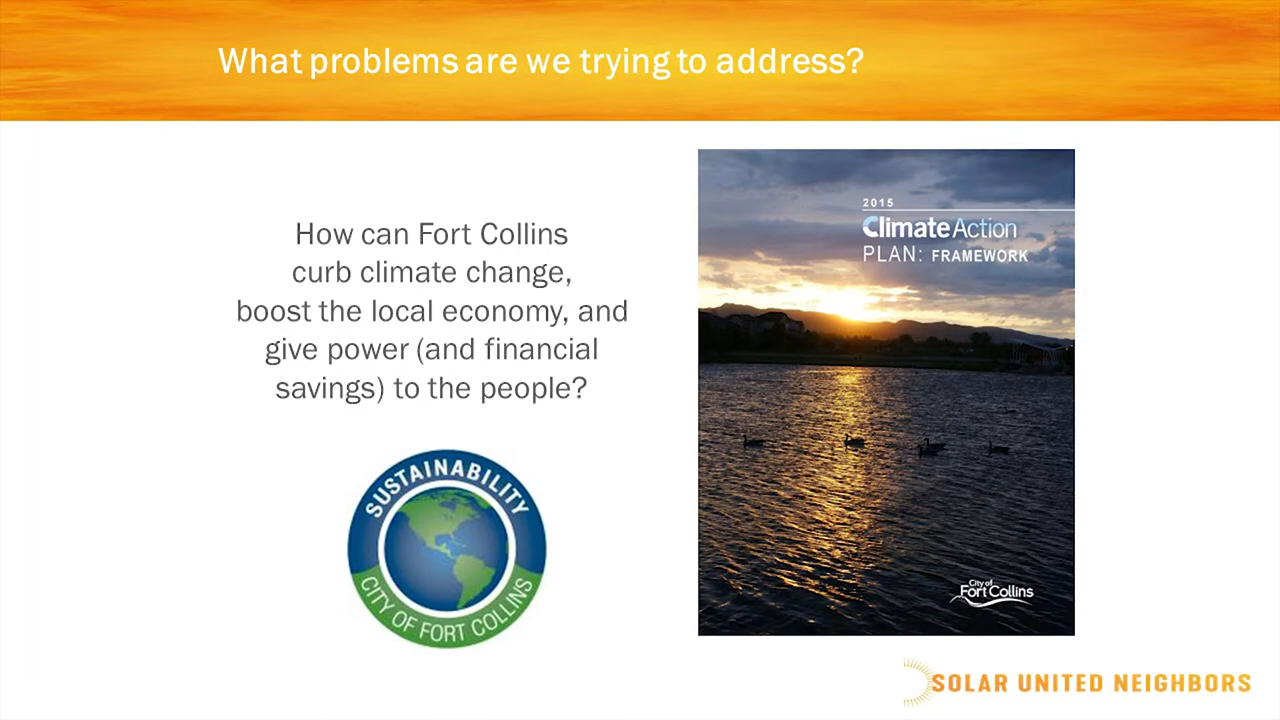 What problems are we trying to address?
How can Fort Collins
curb climate change,
boost the local economy, and
give power (and financial
savings) to the people?
SUSTAINABILITY
CITY OF FORT COLLINS
2015
ClimateAction
PLAN: FRAMEWORK
City of
Fort Collins
SOLAR UNITED NEIGHBORS